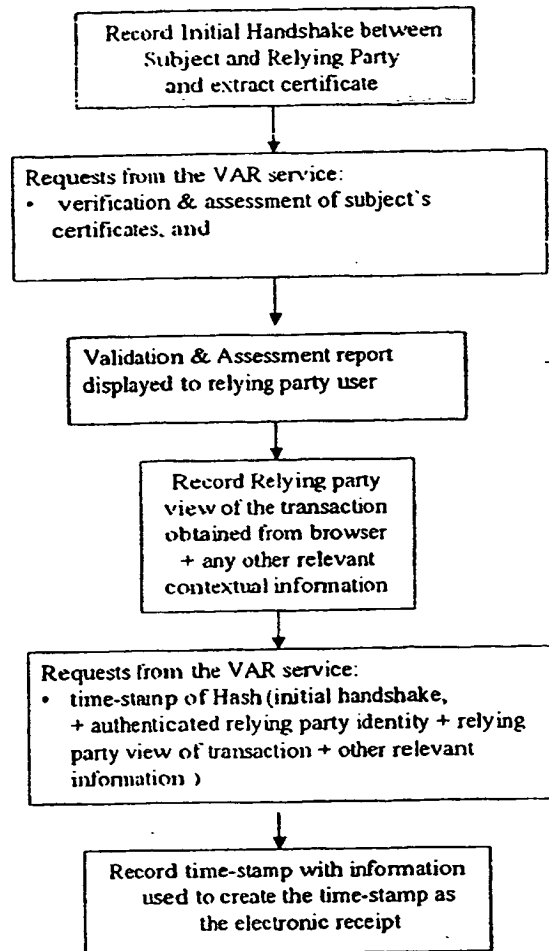 Record Initial Handshake between
Subject and Relying Party
and extract certificate
Requests from the VAR service:
• verification & assessment of subject's
certificates, and
Validation & Assessment report
displayed to relying party user
Record Relying party
view of the transaction
obtained from browser
+ any other relevant
contextual information
Requests from the VAR service:
• time-stamp of Hash (initial handshake,
+ authenticated relying party identity + relying
party view of transaction + other relevant
information )
Record time-stamp with information
used to create the time-stamp as
the electronic receipt